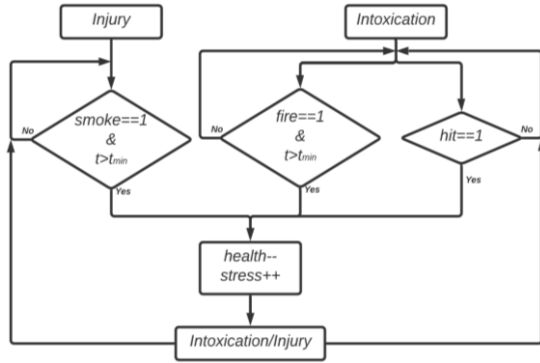 Injury
Intoxication
smoke==1
&
t>tmin
No
Yes
fire==1
&
t>tmin
No
Yes
hit==1
No
Yes
health--
stress++
Intoxication/Injury